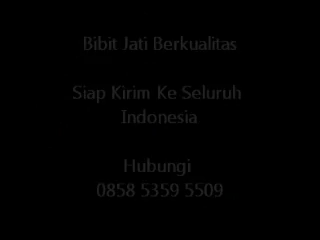 Bibit Jati Berkualitas
Siap Kirim Ke Seluruh
Indonesia
Hubungi
0858 5359 5509